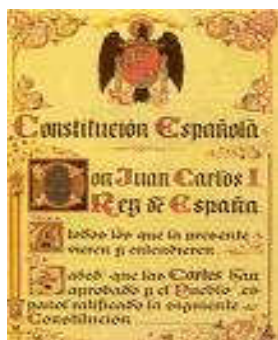 Constitución Española
Don Juan Carlos I
Rey de España
A todos los que la presente
vieren y entendieren
Sabed que las Cortes han
aprobado y el Pueblo es-
pañol ratificado la siguiente
Constitución